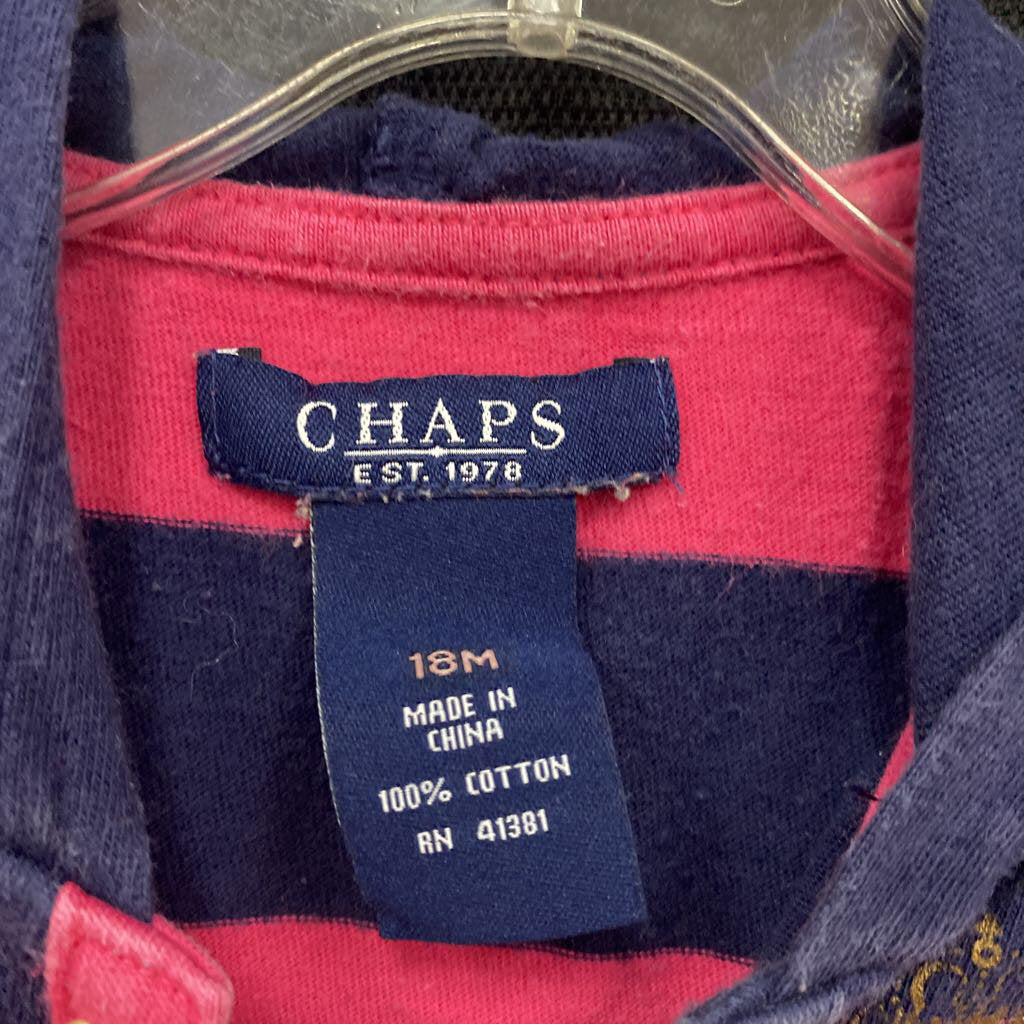 CHAPS
EST. 1978
18M
MADE IN
CHINA
100% COTTON
RN 41381